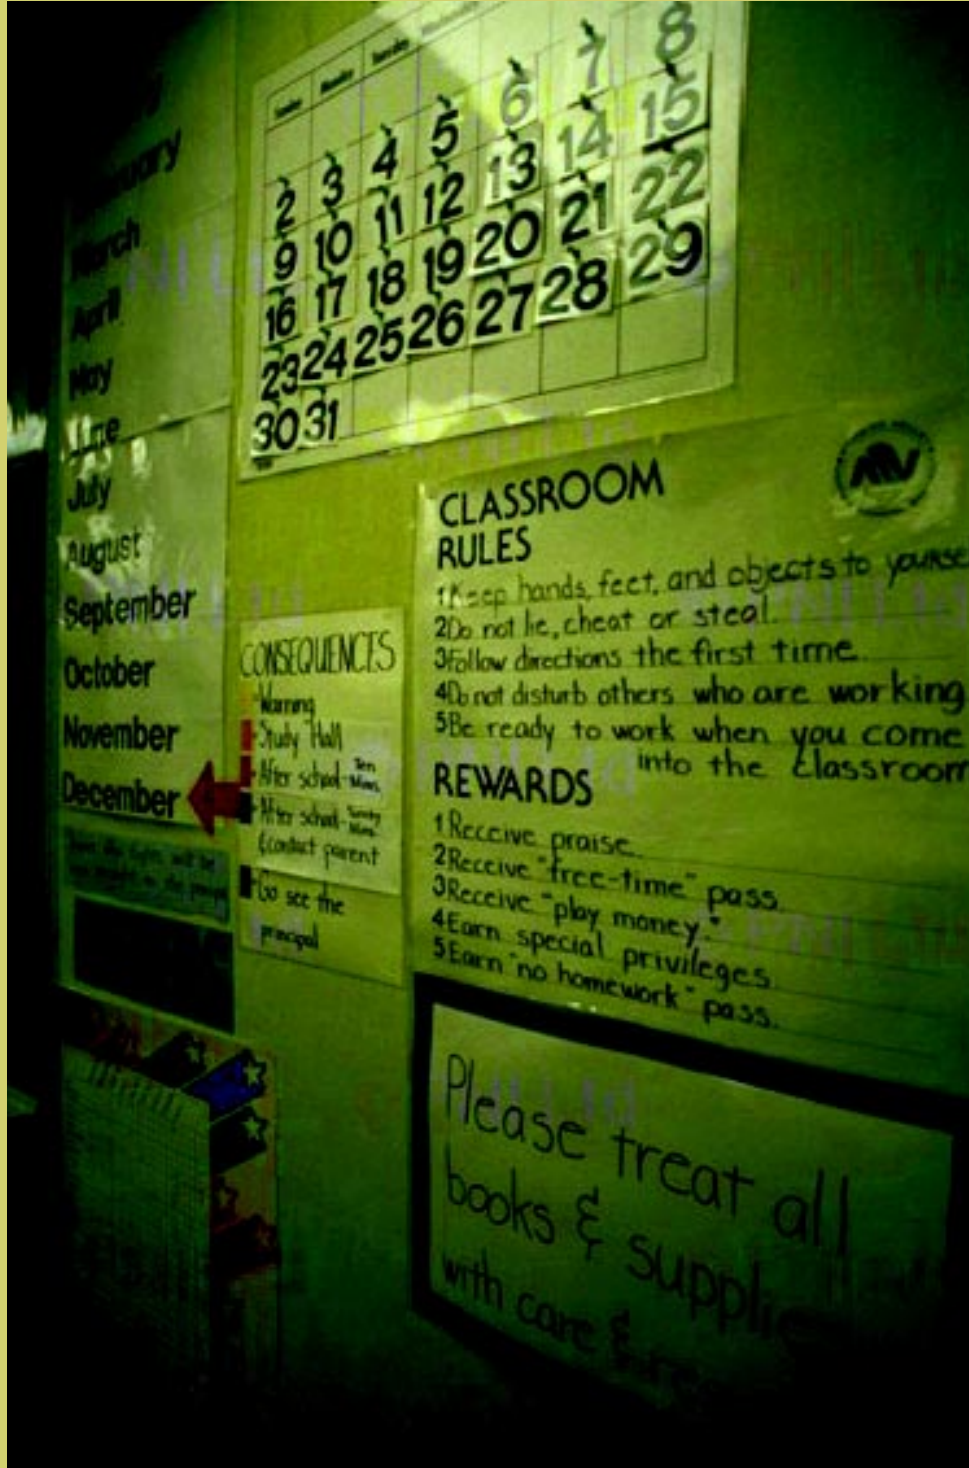 Sunday Monday Tuesday
6 7 8
2 3 4 5
9 10 11 12 13 14 15
16 17 18 19 20 21 22
23 24 25 26 27 28 29
30 31
March
April
May
June
July
August
September
October
November
December
CONSEQUENCES
Warning
Study Hall
After school - Ten Mins.
After school -
& contact parent
Go see the
principal
CLASSROOM
RULES
1 Keep hands, feet, and objects to
2 Do not lie, cheat or steal.
3 Follow directions the first time.
4 Do not disturb others who are working
5 Be ready to work when you come
into the classroom
REWARDS
1 Receive praise.
2 Receive "free-time" pass.
3 Receive "play money."
4 Earn special privileges.
5 Earn "no homework" pass.
Please treat all
books &
with care &